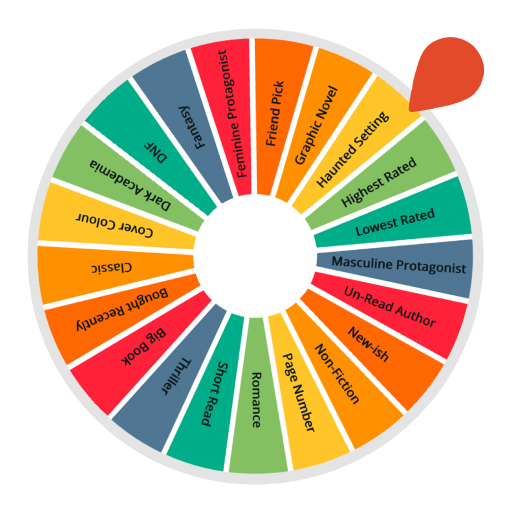 Friend Pick
Graphic Novel
Haunted Setting
Highest Rated
Lowest Rated
Masculine Protagonist
Un-Read Author
New-ish
Non-Fiction
Page Number
Romance
Short Read
Thriller
Big Book
Bought Recently
Classic
Cover Colour
Dark Academia
DNF
Fantasy
Feminine Protagonist